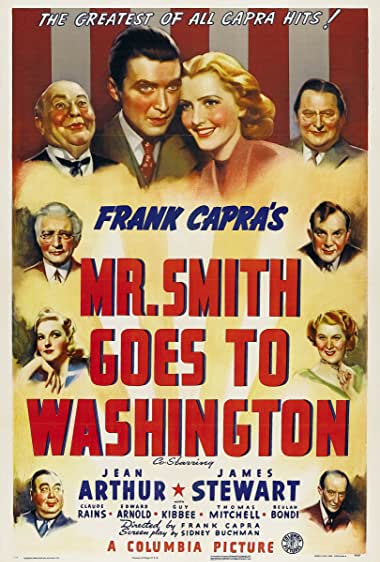 THE GREATEST OF ALL CAPRA HITS!
FRANK CAPRA'S
MR. SMITH
GOES TO
WASHINGTON
Co-Starring
JEAN ARTHUR ★ JAMES STEWART
WITH
CLAUDE RAINS · EDWARD ARNOLD · GUY KIBBEE · THOMAS MITCHELL · BEULAH BONDI
Directed by FRANK CAPRA
Screen play by SIDNEY BUCHMAN
A COLUMBIA PICTURE